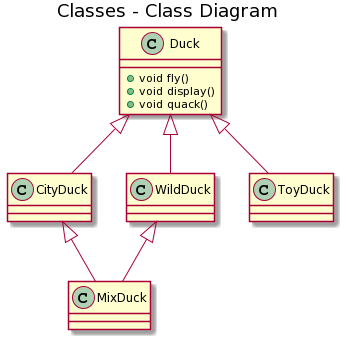 Classes - Class Diagram
C Duck
void fly()
void display()
void quack()
C CityDuck
C WildDuck
C ToyDuck
C MixDuck